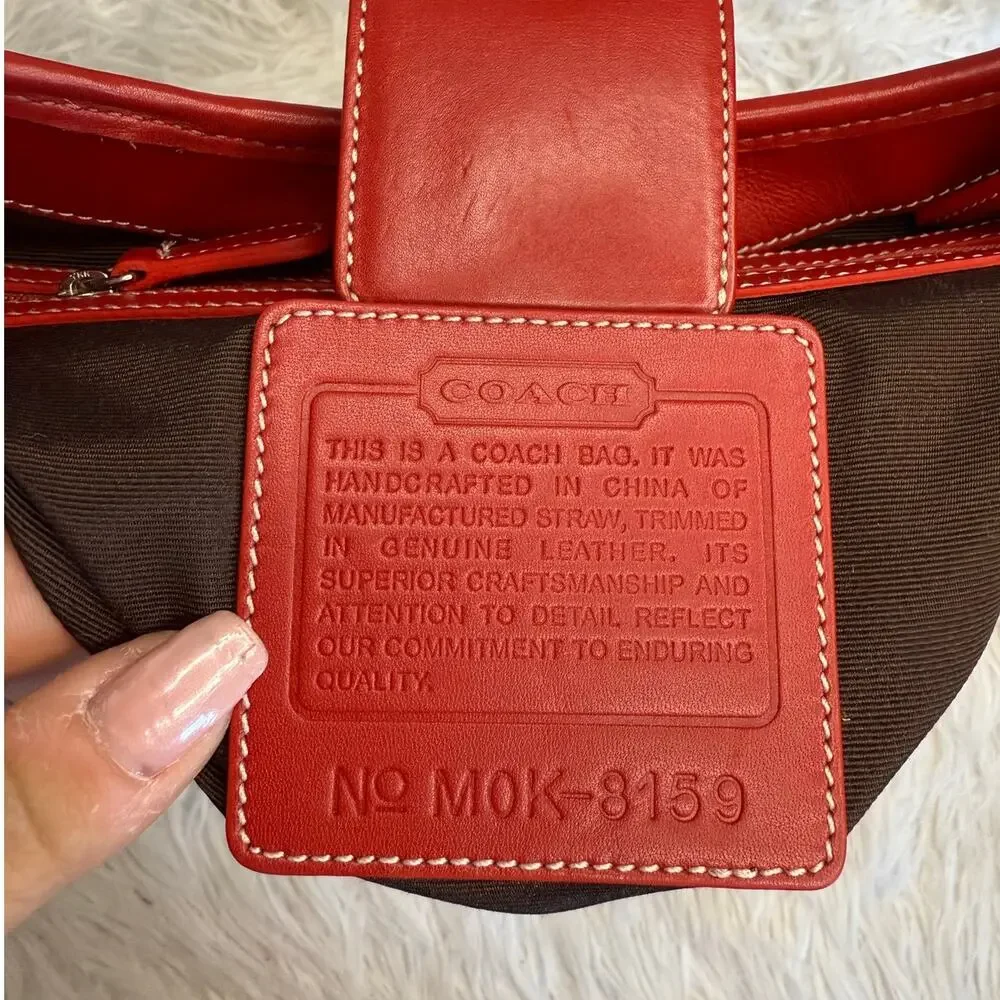 COACH
THIS IS A COACH BAG. IT WAS
HANDCRAFTED IN CHINA OF
MANUFACTURED STRAW, TRIMMED
IN GENUINE LEATHER. ITS
SUPERIOR CRAFTSMANSHIP AND
ATTENTION TO DETAIL REFLECT
OUR COMMITMENT TO ENDURING
QUALITY.
Nº M0K-8159